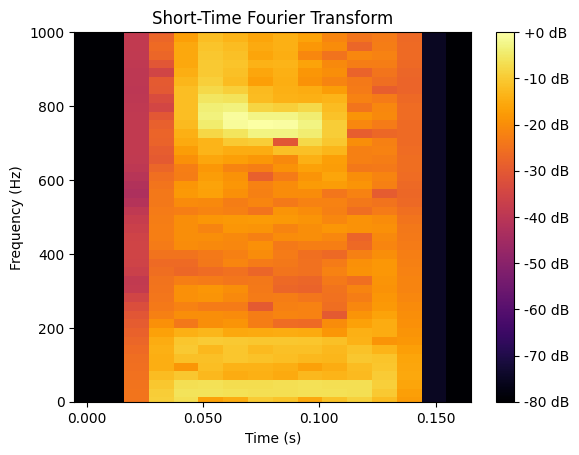 Short-Time Fourier Transform
1000
800
600
400
200
0
Frequency (Hz)
0.000
0.050
0.100
0.150
Time (s)
+0 dB
-10 dB
-20 dB
-30 dB
-40 dB
-50 dB
-60 dB
-70 dB
-80 dB